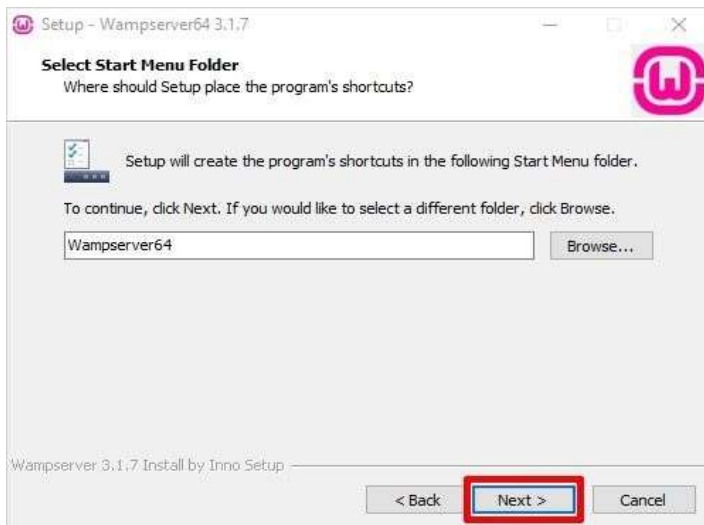 Setup - Wampserver64 3.1.7
Select Start Menu Folder
Where should Setup place the program's shortcuts?
Setup will create the program's shortcuts in the following Start Menu folder.
To continue, click Next. If you would like to select a different folder, click Browse.
Wampserver64
Browse...
Wampserver 3.1.7 Install by Inno Setup
< Back
Next >
Cancel